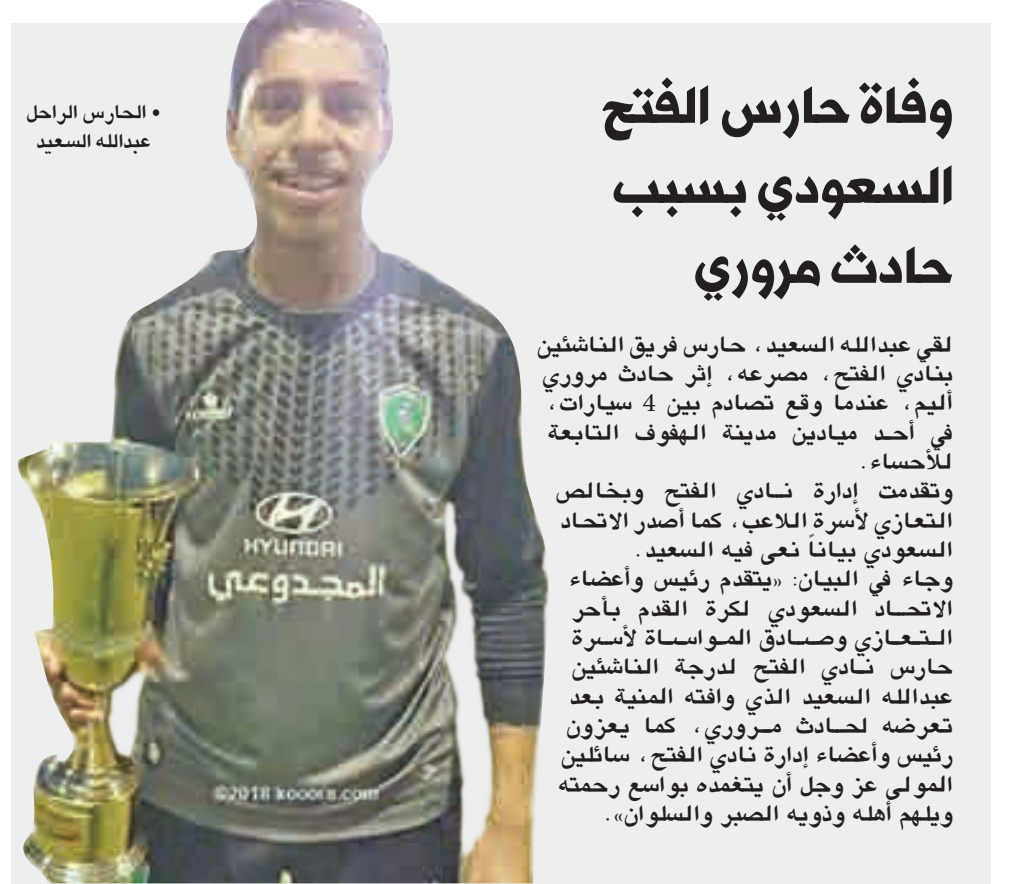 وفاة حارس الفتح
السعودي بسبب
حادث مروري
• الحارس الراحل
عبدالله السعيد
لقي عبدالله السعيد، حارس فريق الناشئين
بنادي الفتح، مصرعه، إثر حادث مروري
أليم، عندما وقع تصادم بين 4 سيارات،
في أحد ميادين مدينة الهفوف التابعة
للأحساء.
وتقدمت إدارة نادي الفتح وبخالص
التعازي لأسرة اللاعب، كما أصدر الاتحاد
السعودي بياناً نعى فيه السعيد.
وجاء في البيان: «يتقدم رئيس وأعضاء
الاتحاد السعودي لكرة القدم بأحر
التعازي وصادق المواساة لأسرة
حارس نادي الفتح لدرجة الناشئين
عبدالله السعيد الذي وافته المنية بعد
تعرضه لحادث مروري، كما يعزون
رئيس وأعضاء إدارة نادي الفتح، سائلين
المولى عز وجل أن يتغمده بواسع رحمته
ويلهم أهله وذويه الصبر والسلوان».
HYUNDAI
المجدوعي
©2018 kooora.com